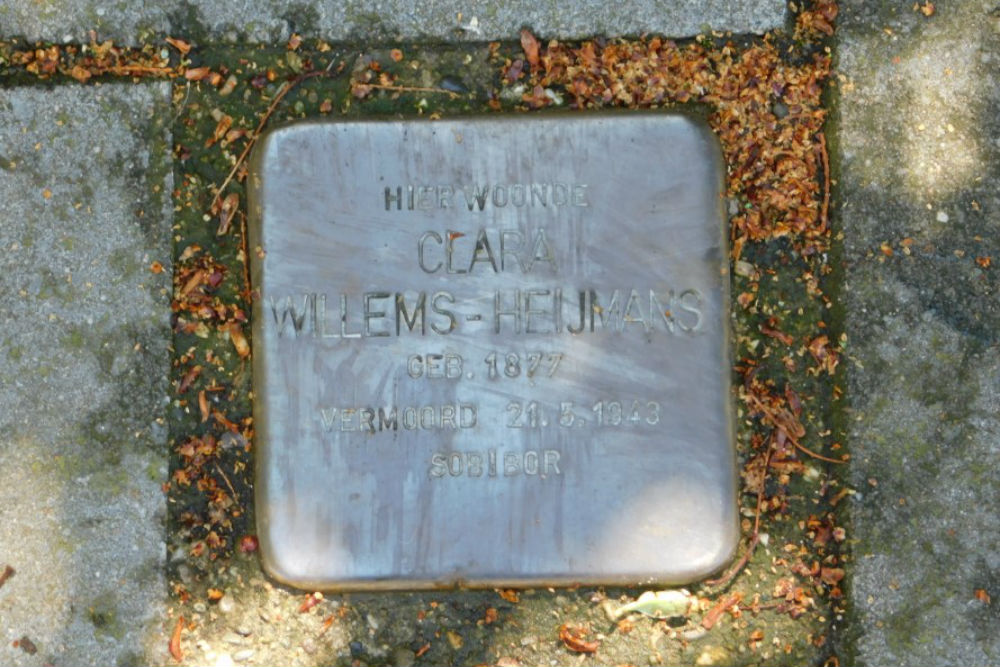 HIER WOONDE
CLARA
WILLEMS-HEIJMANS
GEB. 1877
VERMOORD 21.5.1943
SOBIBOR